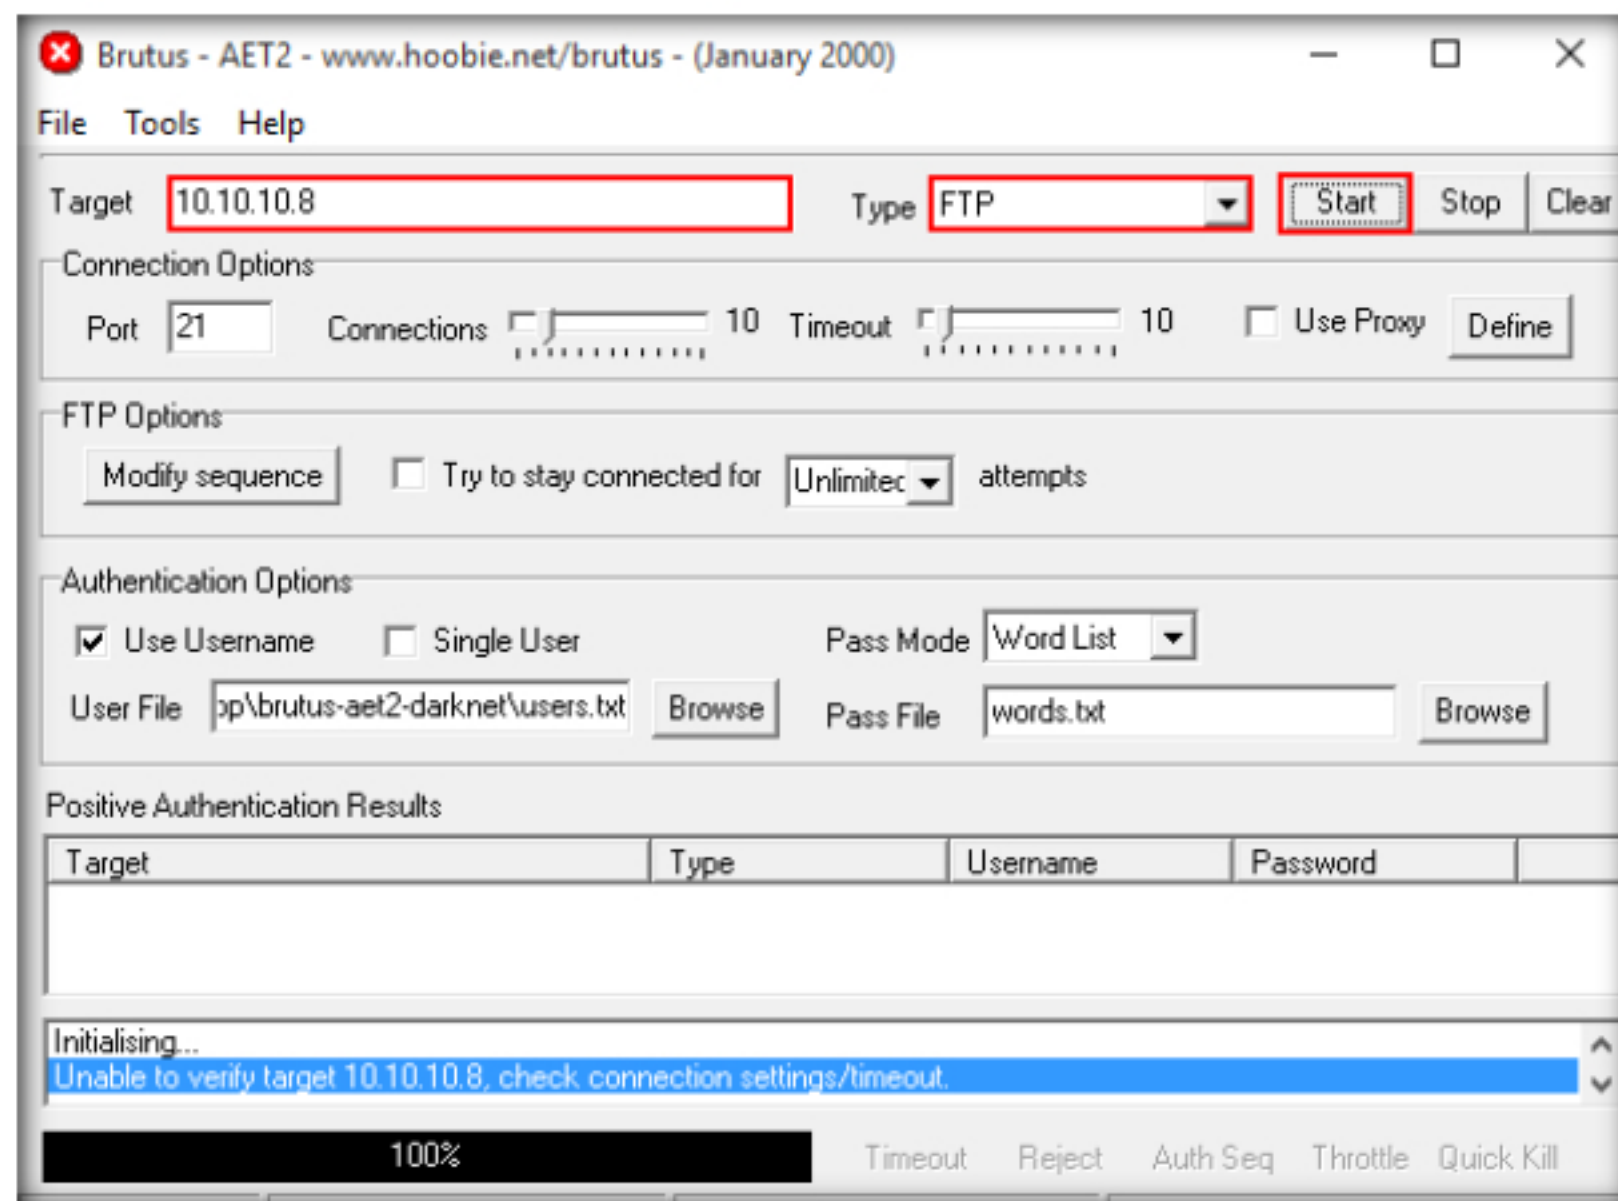 Brutus - AET2 - www.hoobie.net/brutus - (January 2000)
File Tools Help
Target 10.10.10.8 Type FTP Start Stop Clear
Connection Options
Port 21 Connections 10 Timeout 10 Use Proxy Define
FTP Options
Modify sequence Try to stay connected for Unlimited attempts
Authentication Options
Use Username Single User Pass Mode Word List
User File op\brutus-aet2-darknet\users.txt Browse Pass File words.txt Browse
Positive Authentication Results
Target Type Username Password
Initialising...
Unable to verify target 10.10.10.8, check connection settings/timeout.
100% Timeout Reject Auth Seq Throttle Quick Kill